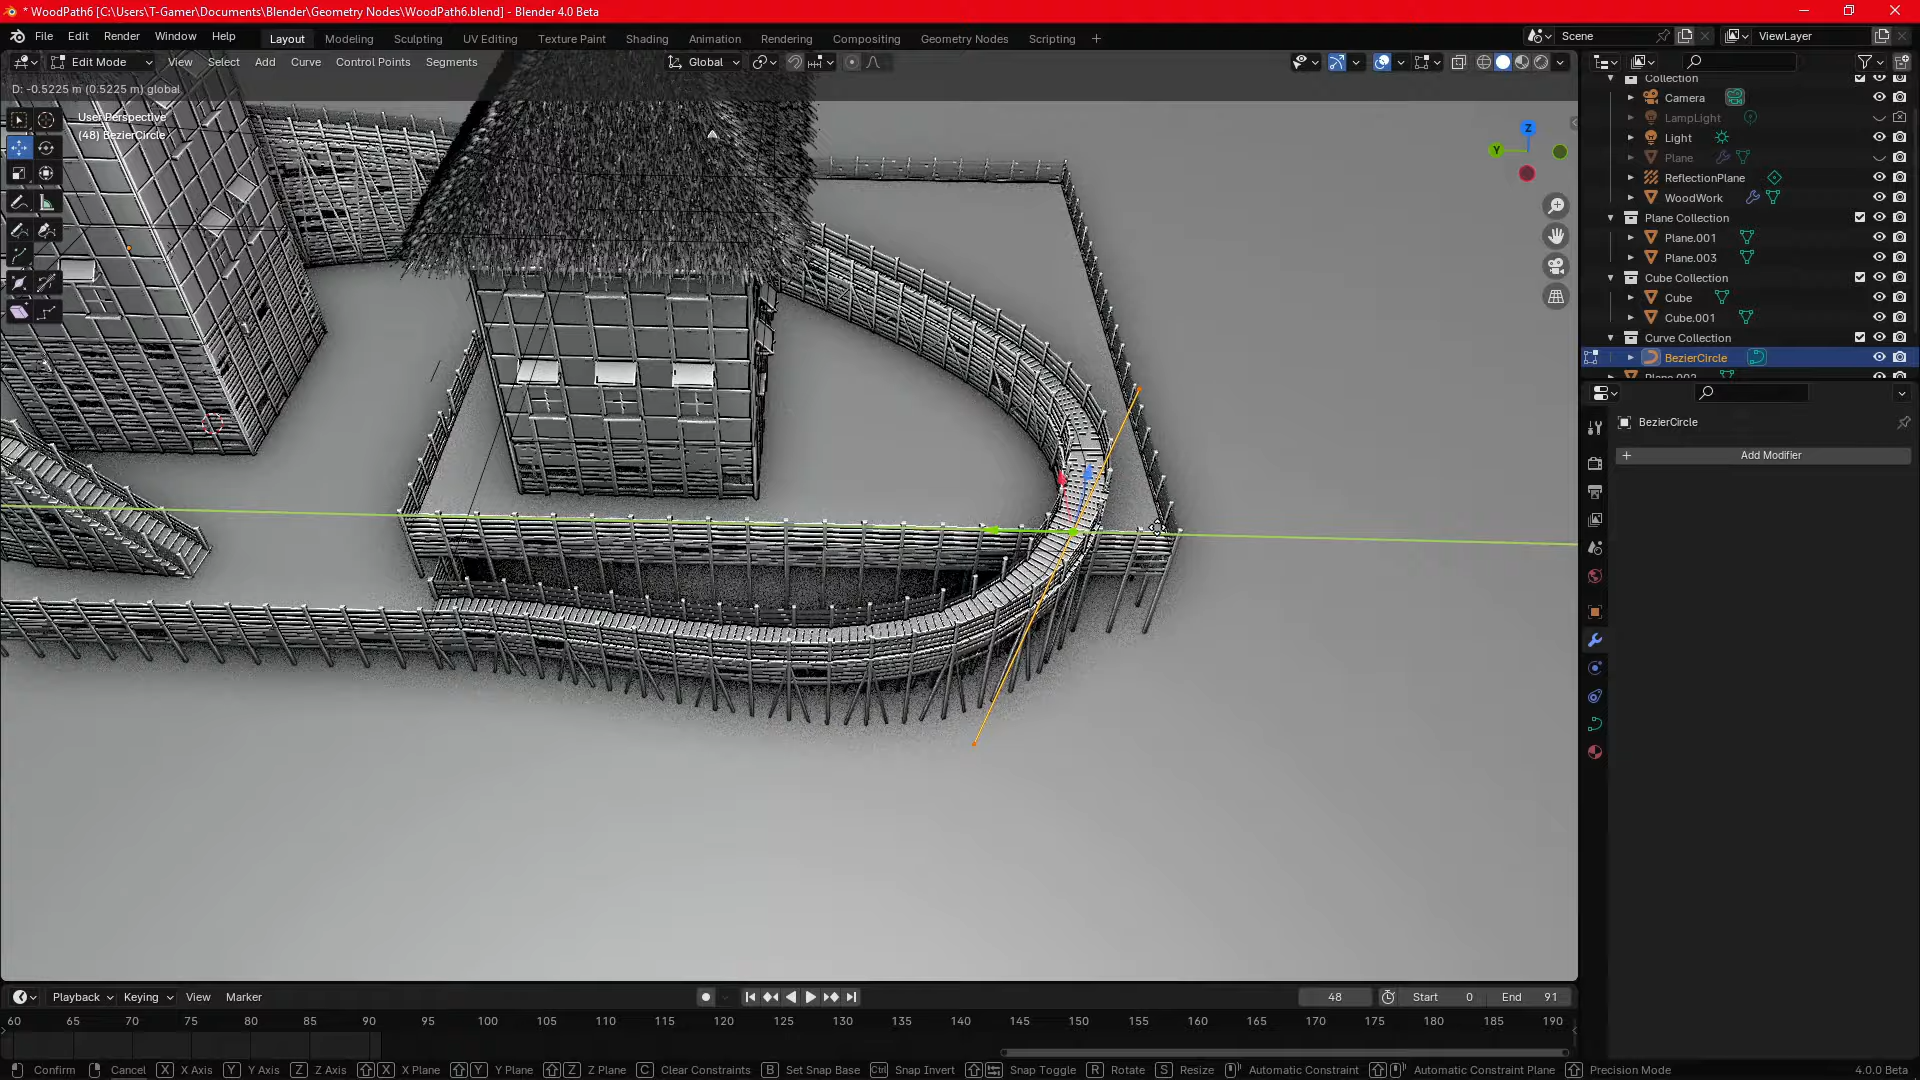 * WoodPath6 [C:\Users\T-Gamer\Documents\Blender\Geometry Nodes\WoodPath6.blend] - Blender 4.0 Beta
File Edit Render Window Help
Layout Modeling Sculpting UV Editing Texture Paint Shading Animation Rendering Compositing Geometry Nodes Scripting +
Scene
ViewLayer
Edit Mode View Select Add Curve Control Points Segments
Global
D: -0.5225 m (0.5225 m) global
User Perspective
(48) BezierCircle
Z
Y
Collection
Camera
LampLight
Light
Plane
ReflectionPlane
WoodWork
Plane Collection
Plane.001
Plane.003
Cube Collection
Cube
Cube.001
Curve Collection
BezierCircle
Plane.002
BezierCircle
+ Add Modifier
Playback Keying View Marker
48 Start 0 End 91
60 65 70 75 80 85 90 95 100 105 110 115 120 125 130 135 140 145 150 155 160 165 170 175 180 185 190
Confirm Cancel X X Axis Y Y Axis Z Z Axis X X Plane Y Y Plane Z Z Plane C Clear Constraints B Set Snap Base Ctrl Snap Invert Snap Toggle R Rotate S Resize Automatic Constraint Automatic Constraint Plane Precision Mode 4.0.0 Beta